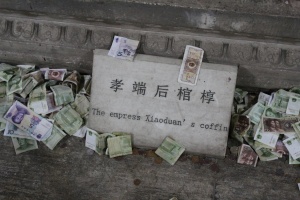 孝端后棺椁
The empress Xiaoduan's coffin